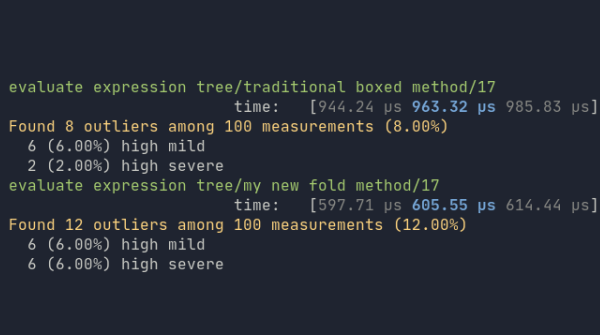 evaluate expression tree/traditional boxed method/17
time: [944.24 µs 963.32 µs 985.83 µs]
Found 8 outliers among 100 measurements (8.00%)
6 (6.00%) high mild
2 (2.00%) high severe
evaluate expression tree/my new fold method/17
time: [597.71 µs 605.55 µs 614.44 µs]
Found 12 outliers among 100 measurements (12.00%)
6 (6.00%) high mild
6 (6.00%) high severe